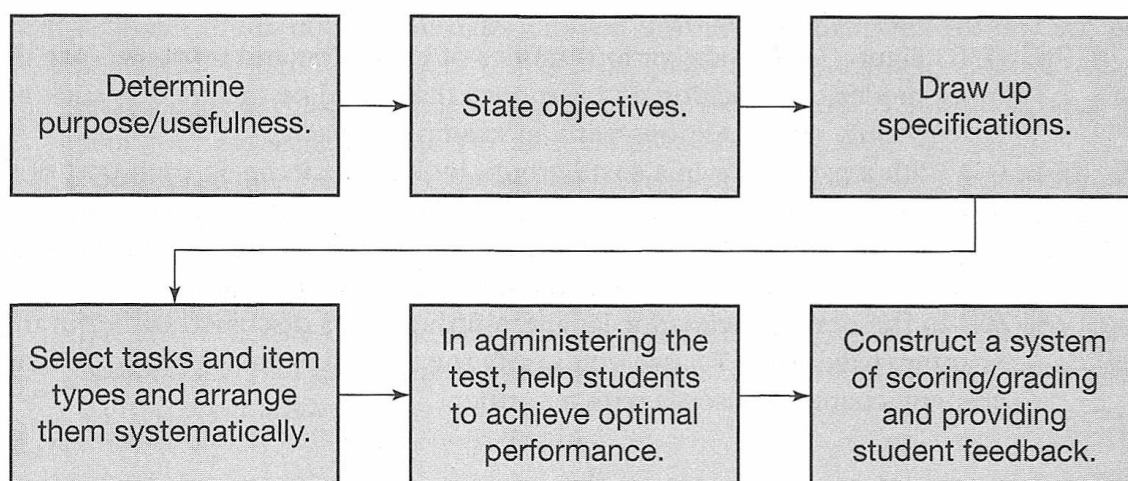 Determine
purpose/usefulness.
State objectives.
Draw up
specifications.
Select tasks and item
types and arrange
them systematically.
In administering the
test, help students
to achieve optimal
performance.
Construct a system
of scoring/grading
and providing
student feedback.